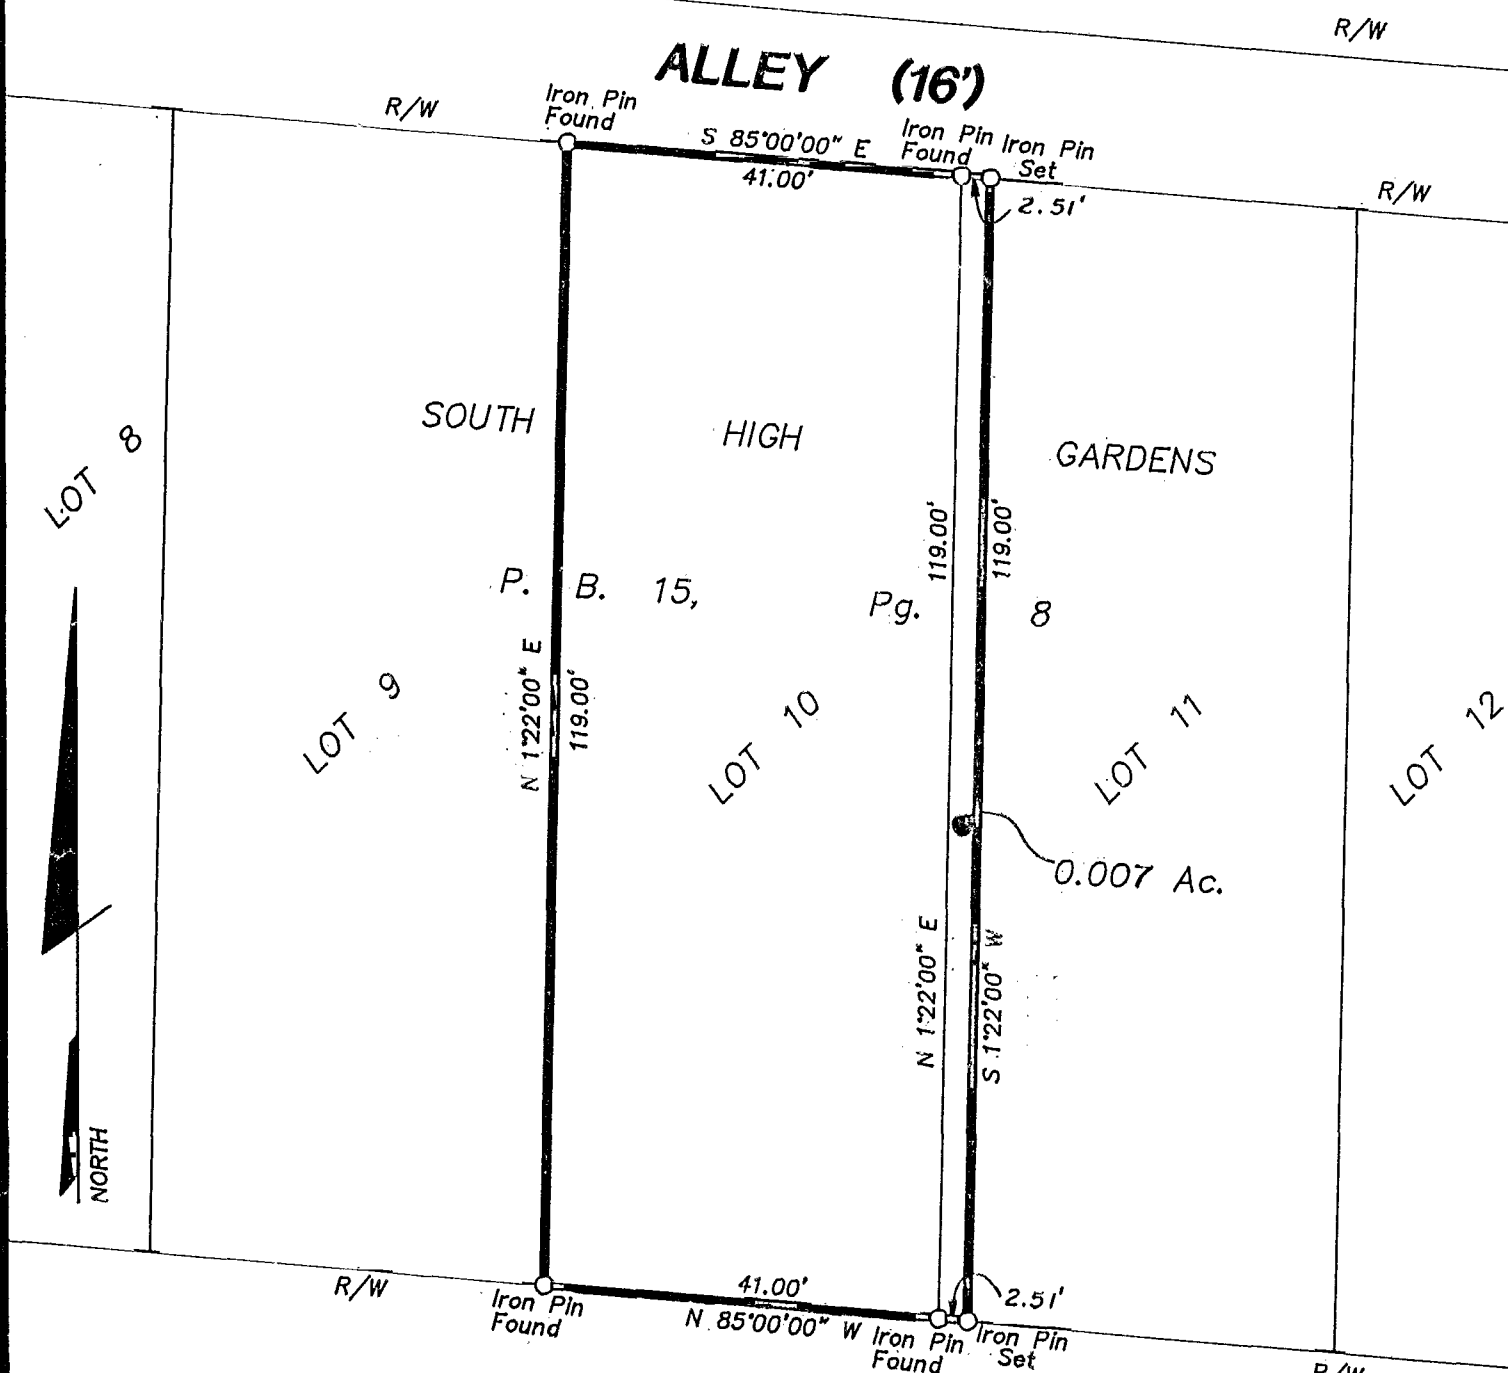 R/W
ALLEY (16')
R/W
Iron Pin
Found
S 85°00'00" E
41.00'
Iron Pin
Found
Iron Pin
Set
2.51'
R/W
SOUTH HIGH GARDENS
LOT 8
119.00'
119.00'
P. B. 15, Pg. 8
N 1°22'00" E
119.00'
LOT 9
LOT 10
LOT 11
LOT 12
0.007 Ac.
N 1°22'00" E
S 1°22'00" W
NORTH
R/W
Iron Pin
Found
41.00'
N 85°00'00" W
2.51'
Iron Pin
Found
Iron Pin
Set
R/W